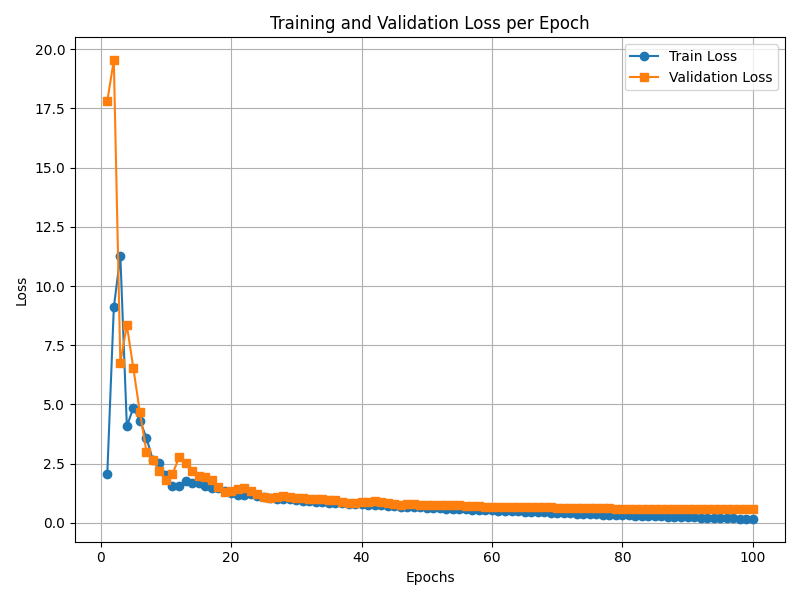 Training and Validation Loss per Epoch
Train Loss
Validation Loss
20.0
17.5
15.0
12.5
10.0
7.5
5.0
2.5
0.0
Loss
0 20 40 60 80 100
Epochs